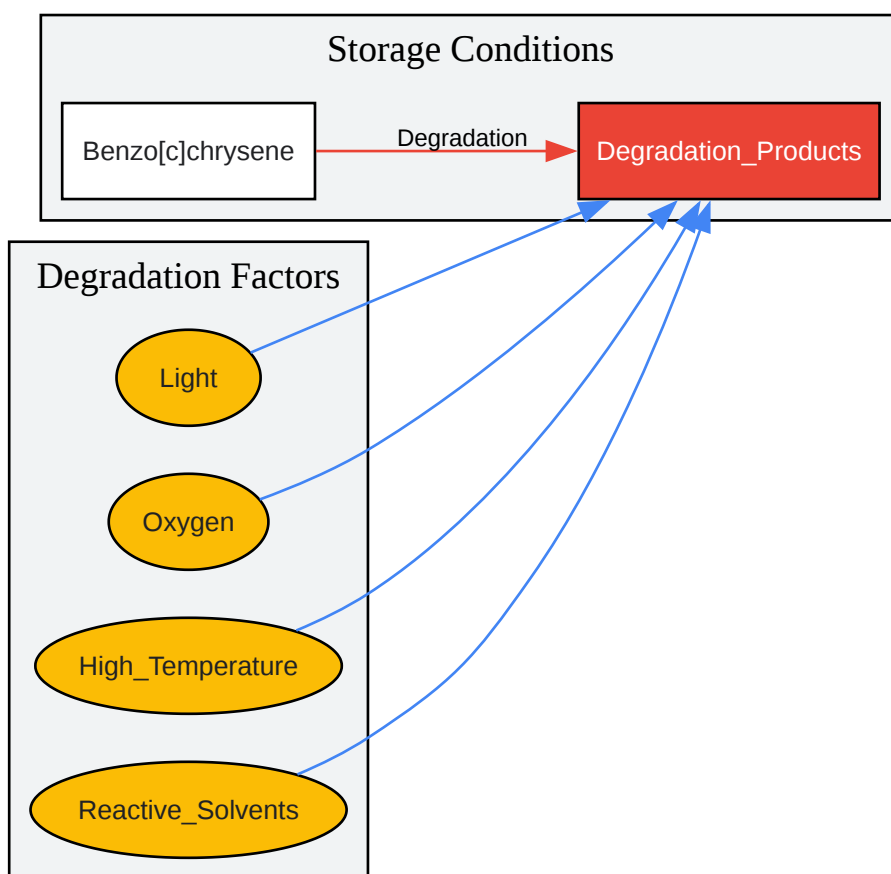 Storage Conditions
Benzo[c]chrysene
Degradation
Degradation_Products
Degradation Factors
Light
Oxygen
High_Temperature
Reactive_Solvents